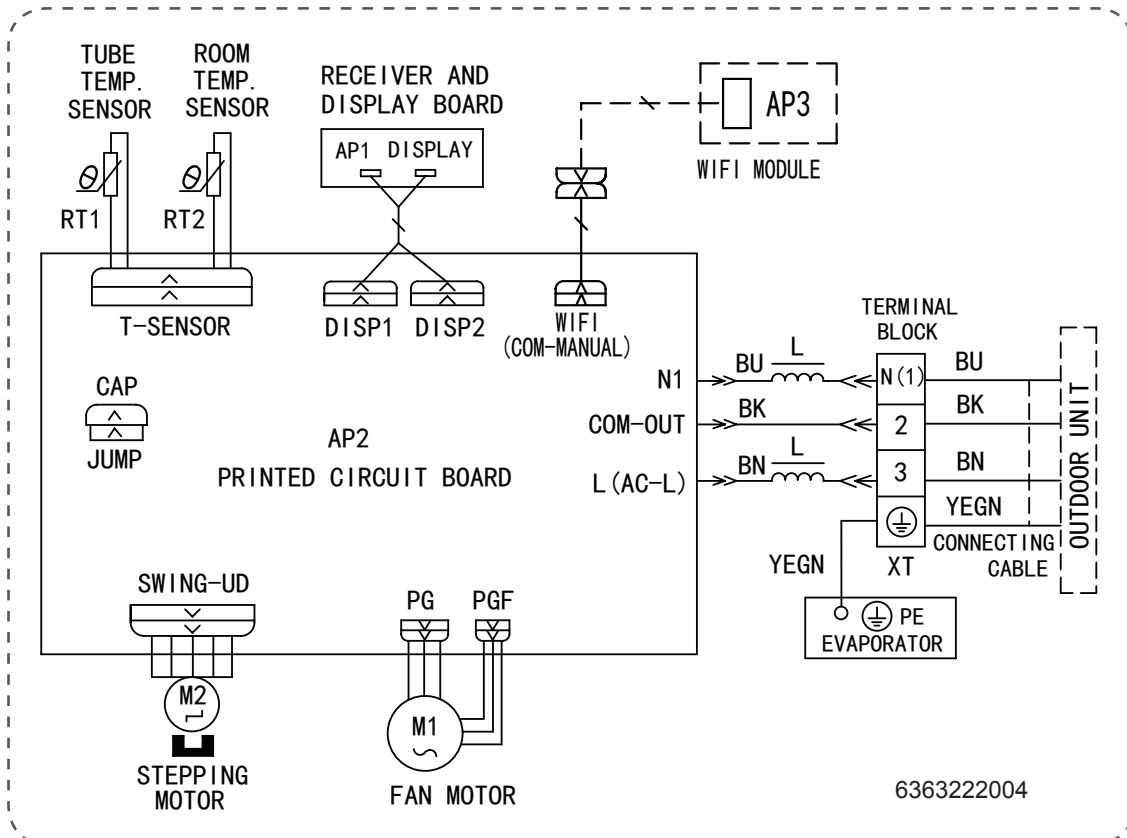 TUBE
TEMP.
SENSOR
ROOM
TEMP.
SENSOR
RECEIVER AND
DISPLAY BOARD
AP1 DISPLAY
AP3
WIFI MODULE
θ
RT1
θ
RT2
T-SENSOR
DISP1
DISP2
WIFI
(COM-MANUAL)
TERMINAL
BLOCK
N1
BU
L
N(1)
BU
COM-OUT
BK
2
BK
L(AC-L)
BN
L
3
BN
YEGN
OUTDOOR UNIT
CONNECTING
CABLE
XT
YEGN
PE
EVAPORATOR
CAP
JUMP
AP2
PRINTED CIRCUIT BOARD
SWING-UD
PG
PGF
M2
STEPPING
MOTOR
M1
FAN MOTOR
6363222004